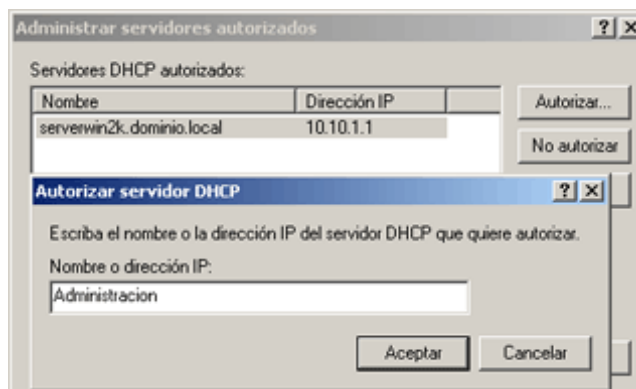 Administrar servidores autorizados
Servidores DHCP autorizados:
Nombre Dirección IP
Autorizar...
serverwin2k.dominio.local 10.10.1.1
No autorizar
Autorizar servidor DHCP
Escriba el nombre o la dirección IP del servidor DHCP que quiere autorizar.
Nombre o dirección IP:
Administracion
Aceptar Cancelar